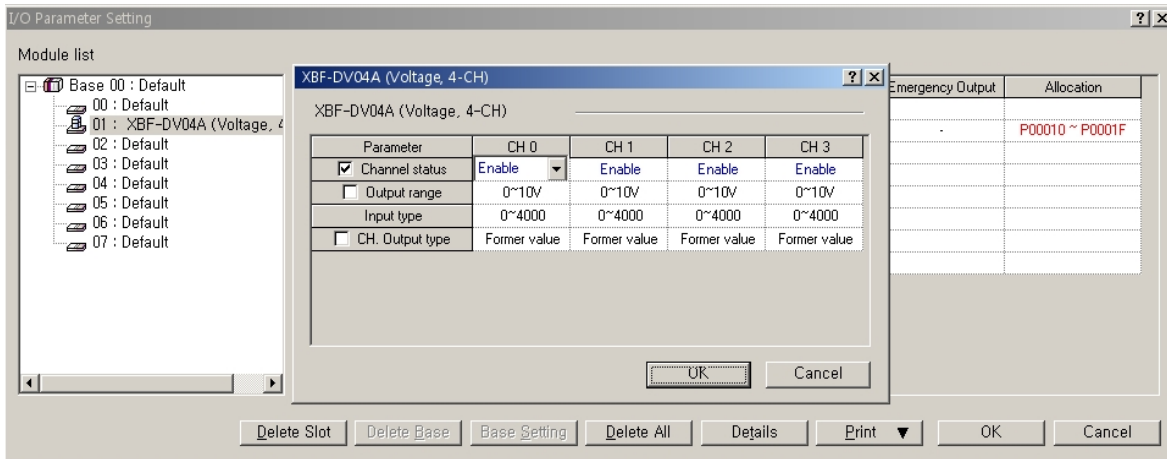 I/O Parameter Setting
Module list
Base 00 : Default
00 : Default
01 : XBF-DV04A (Voltage, 4
02 : Default
03 : Default
04 : Default
05 : Default
06 : Default
07 : Default
Emergency Output Allocation
- P00010 ~ P0001F
XBF-DV04A (Voltage, 4-CH)
XBF-DV04A (Voltage, 4-CH)
Parameter CH 0 CH 1 CH 2 CH 3
Channel status Enable Enable Enable Enable
Output range 0~10V 0~10V 0~10V 0~10V
Input type 0~4000 0~4000 0~4000 0~4000
CH. Output type Former value Former value Former value Former value
OK Cancel
Delete Slot Delete Base Base Setting Delete All Details Print ▼ OK Cancel